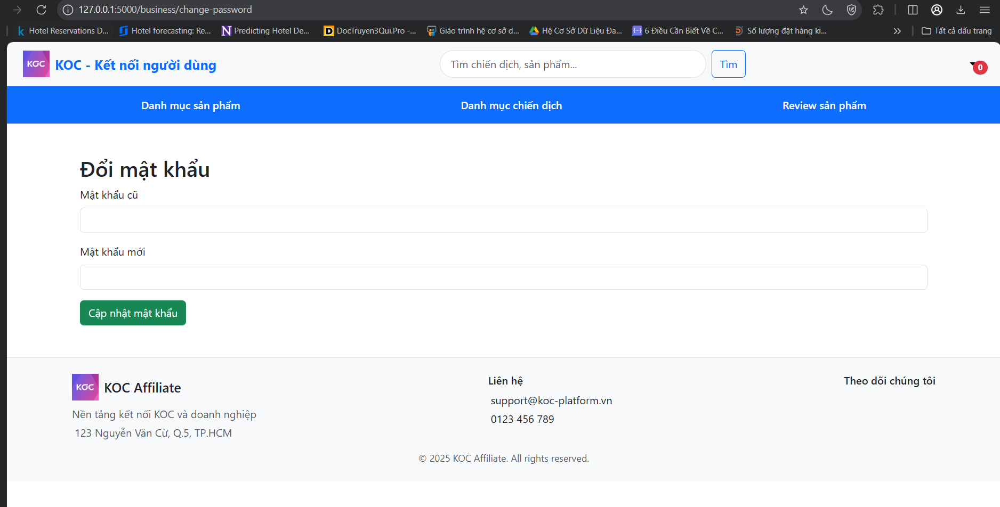 127.0.0.1:5000/business/change-password
Hotel Reservations D... Hotel forecasting: Re... Predicting Hotel De... DocTruyen3Qui.Pro -... Giáo trình hệ cơ sở d... Hệ Cơ Sở Dữ Liệu Đa... 6 Điều Cần Biết Về C... Số lượng đặt hàng ki... Tất cả dấu trang
KOC KOC - Kết nối người dùng Tìm chiến dịch, sản phẩm... Tìm 0
Danh mục sản phẩm Danh mục chiến dịch Review sản phẩm
Đổi mật khẩu
Mật khẩu cũ
Mật khẩu mới
Cập nhật mật khẩu
KOC KOC Affiliate
Nền tảng kết nối KOC và doanh nghiệp
123 Nguyễn Văn Cừ, Q.5, TP.HCM
Liên hệ
support@koc-platform.vn
0123 456 789
Theo dõi chúng tôi
© 2025 KOC Affiliate. All rights reserved.